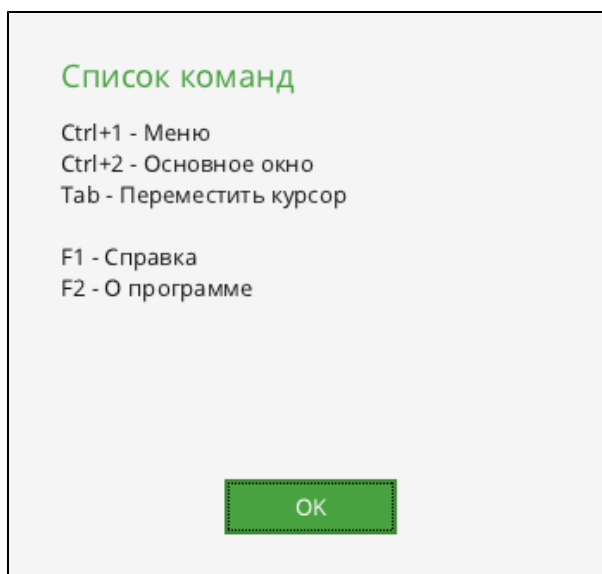 Список команд
Ctrl+1 - Меню
Ctrl+2 - Основное окно
Tab - Переместить курсор
F1 - Справка
F2 - О программе
OK